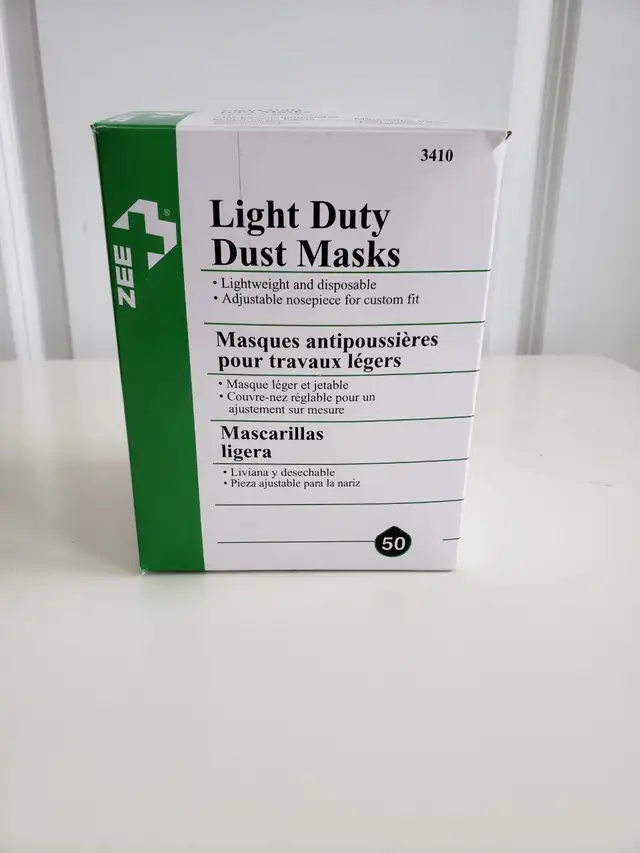 3410
ZEE
®
Light Duty
Dust Masks
• Lightweight and disposable
• Adjustable nosepiece for custom fit
Masques antipoussières
pour travaux légers
• Masque léger et jetable
• Couvre-nez réglable pour un
ajustement sur mesure
Mascarillas
ligera
• Liviana y desechable
• Pieza ajustable para la nariz
50